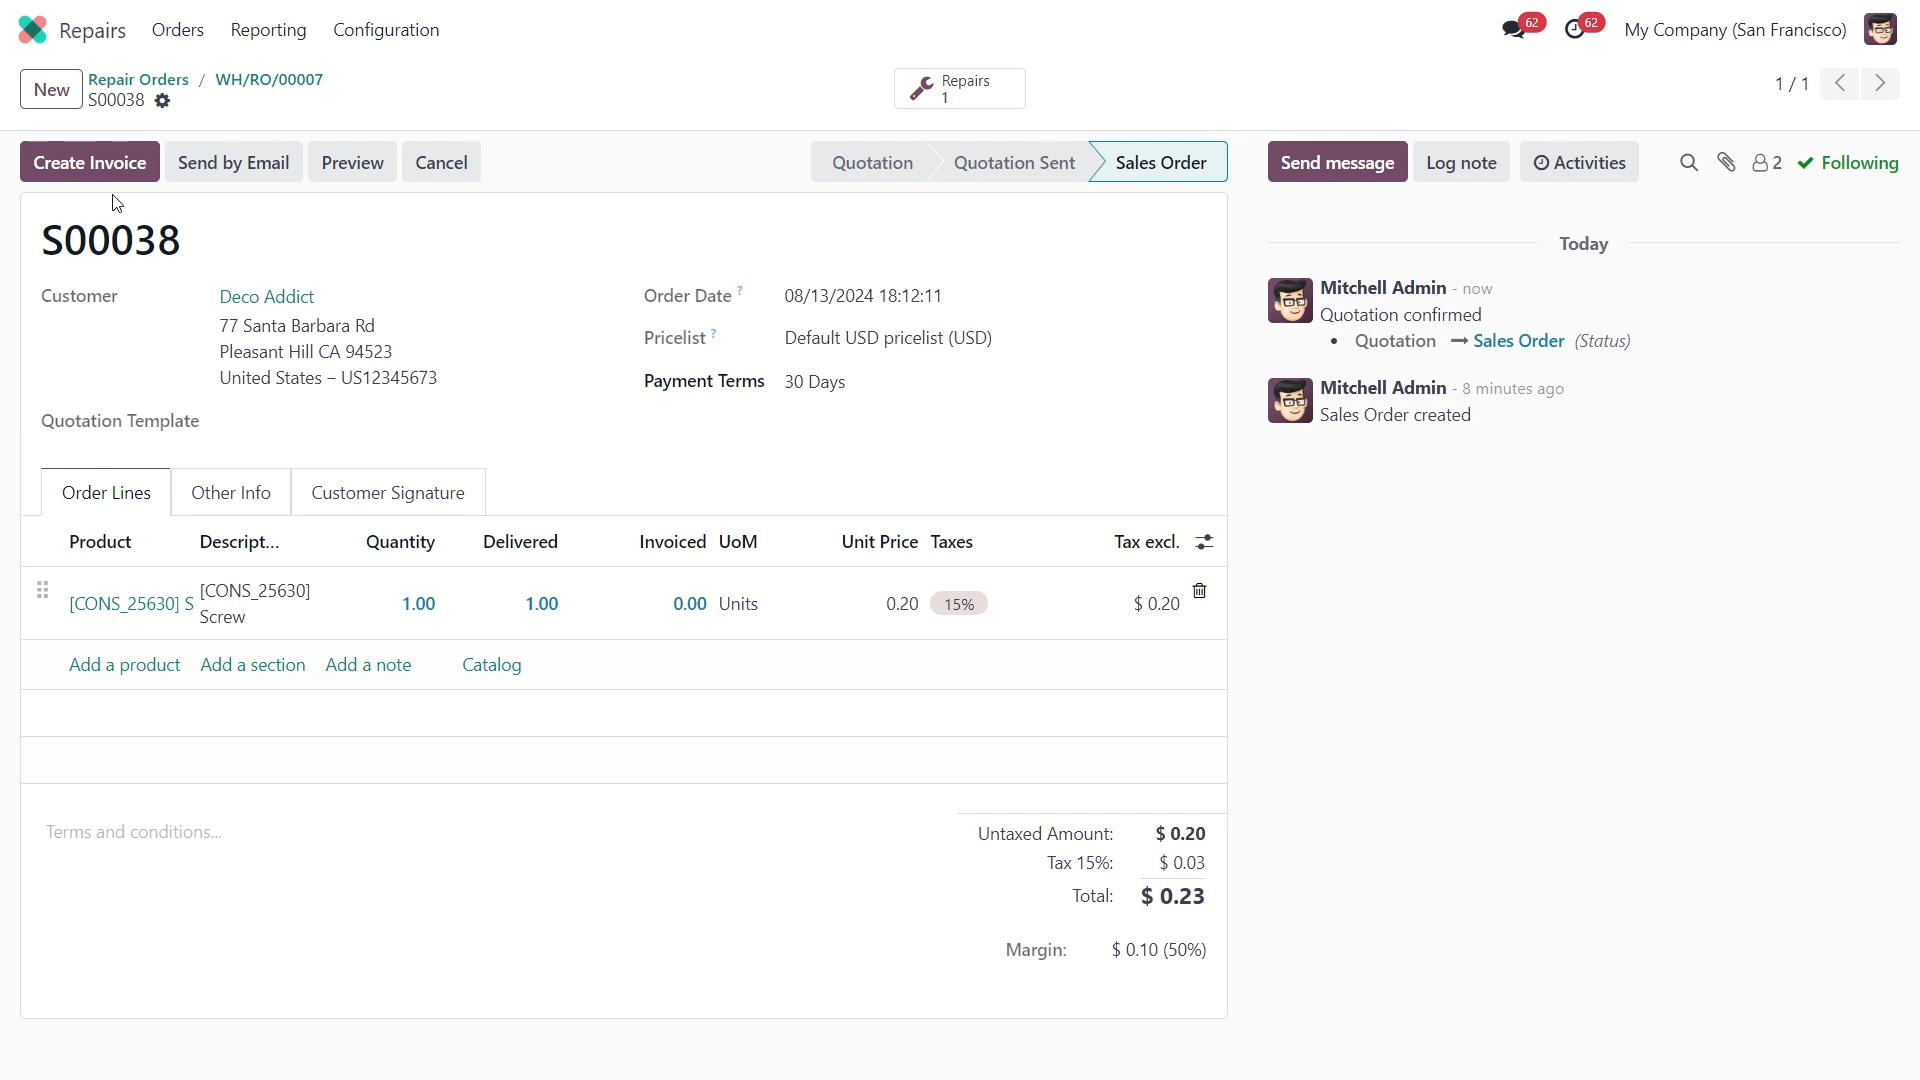 Repairs Orders Reporting Configuration 62 62 My Company (San Francisco)
New Repair Orders / WH/RO/00007
S00038
Repairs
1
1 / 1
Create Invoice Send by Email Preview Cancel Quotation Quotation Sent Sales Order Send message Log note Activities 2 Following
S00038
Customer Deco Addict
77 Santa Barbara Rd
Pleasant Hill CA 94523
United States – US12345673
Order Date ? 08/13/2024 18:12:11
Pricelist ? Default USD pricelist (USD)
Payment Terms 30 Days
Quotation Template
Order Lines Other Info Customer Signature
Product Descript... Quantity Delivered Invoiced UoM Unit Price Taxes Tax excl.
[CONS_25630] S [CONS_25630] 1.00 1.00 0.00 Units 0.20 15% $ 0.20
Screw
Add a product Add a section Add a note Catalog
Terms and conditions...
Untaxed Amount: $ 0.20
Tax 15%: $ 0.03
Total: $ 0.23
Margin: $ 0.10 (50%)
Today
Mitchell Admin - now
Quotation confirmed
• Quotation → Sales Order (Status)
Mitchell Admin - 8 minutes ago
Sales Order created